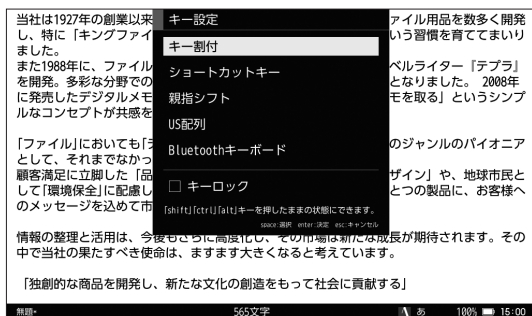 当社は1927年の創業以来
ァイル用品を数多く開発
し、特に「キングファイ
いう習慣を育ててまいり
ました。
また1988年に、ファイル
ベルライター『テプラ』
を開発。多彩な分野での
となりました。 2008年
に発売したデジタルメモ
モを取る」というシンプ
ルなコンセプトが共感を
「ファイル」においても「
のジャンルのパイオニア
として、それまでなかっ
顧客満足に立脚した「品
ザイン」や、地球市民と
して「環境保全」に配慮し
とつの製品に、お客様へ
のメッセージを込めて市
情報の整理と活用は、今後もさらに高度化し、その市場は新たな成長が期待されます。その
中で当社の果たすべき使命は、ますます大きくなると考えています。
「独創的な商品を開発し、新たな文化の創造をもって社会に貢献する」
キー設定
キー割付
ショートカットキー
親指シフト
US配列
Bluetoothキーボード
キーロック
「shift」「ctrl」「alt」キーを押したままの状態にできます。
space:選択 enter:決定 esc:キャンセル
無題* 565文字 あ 100% 15:00